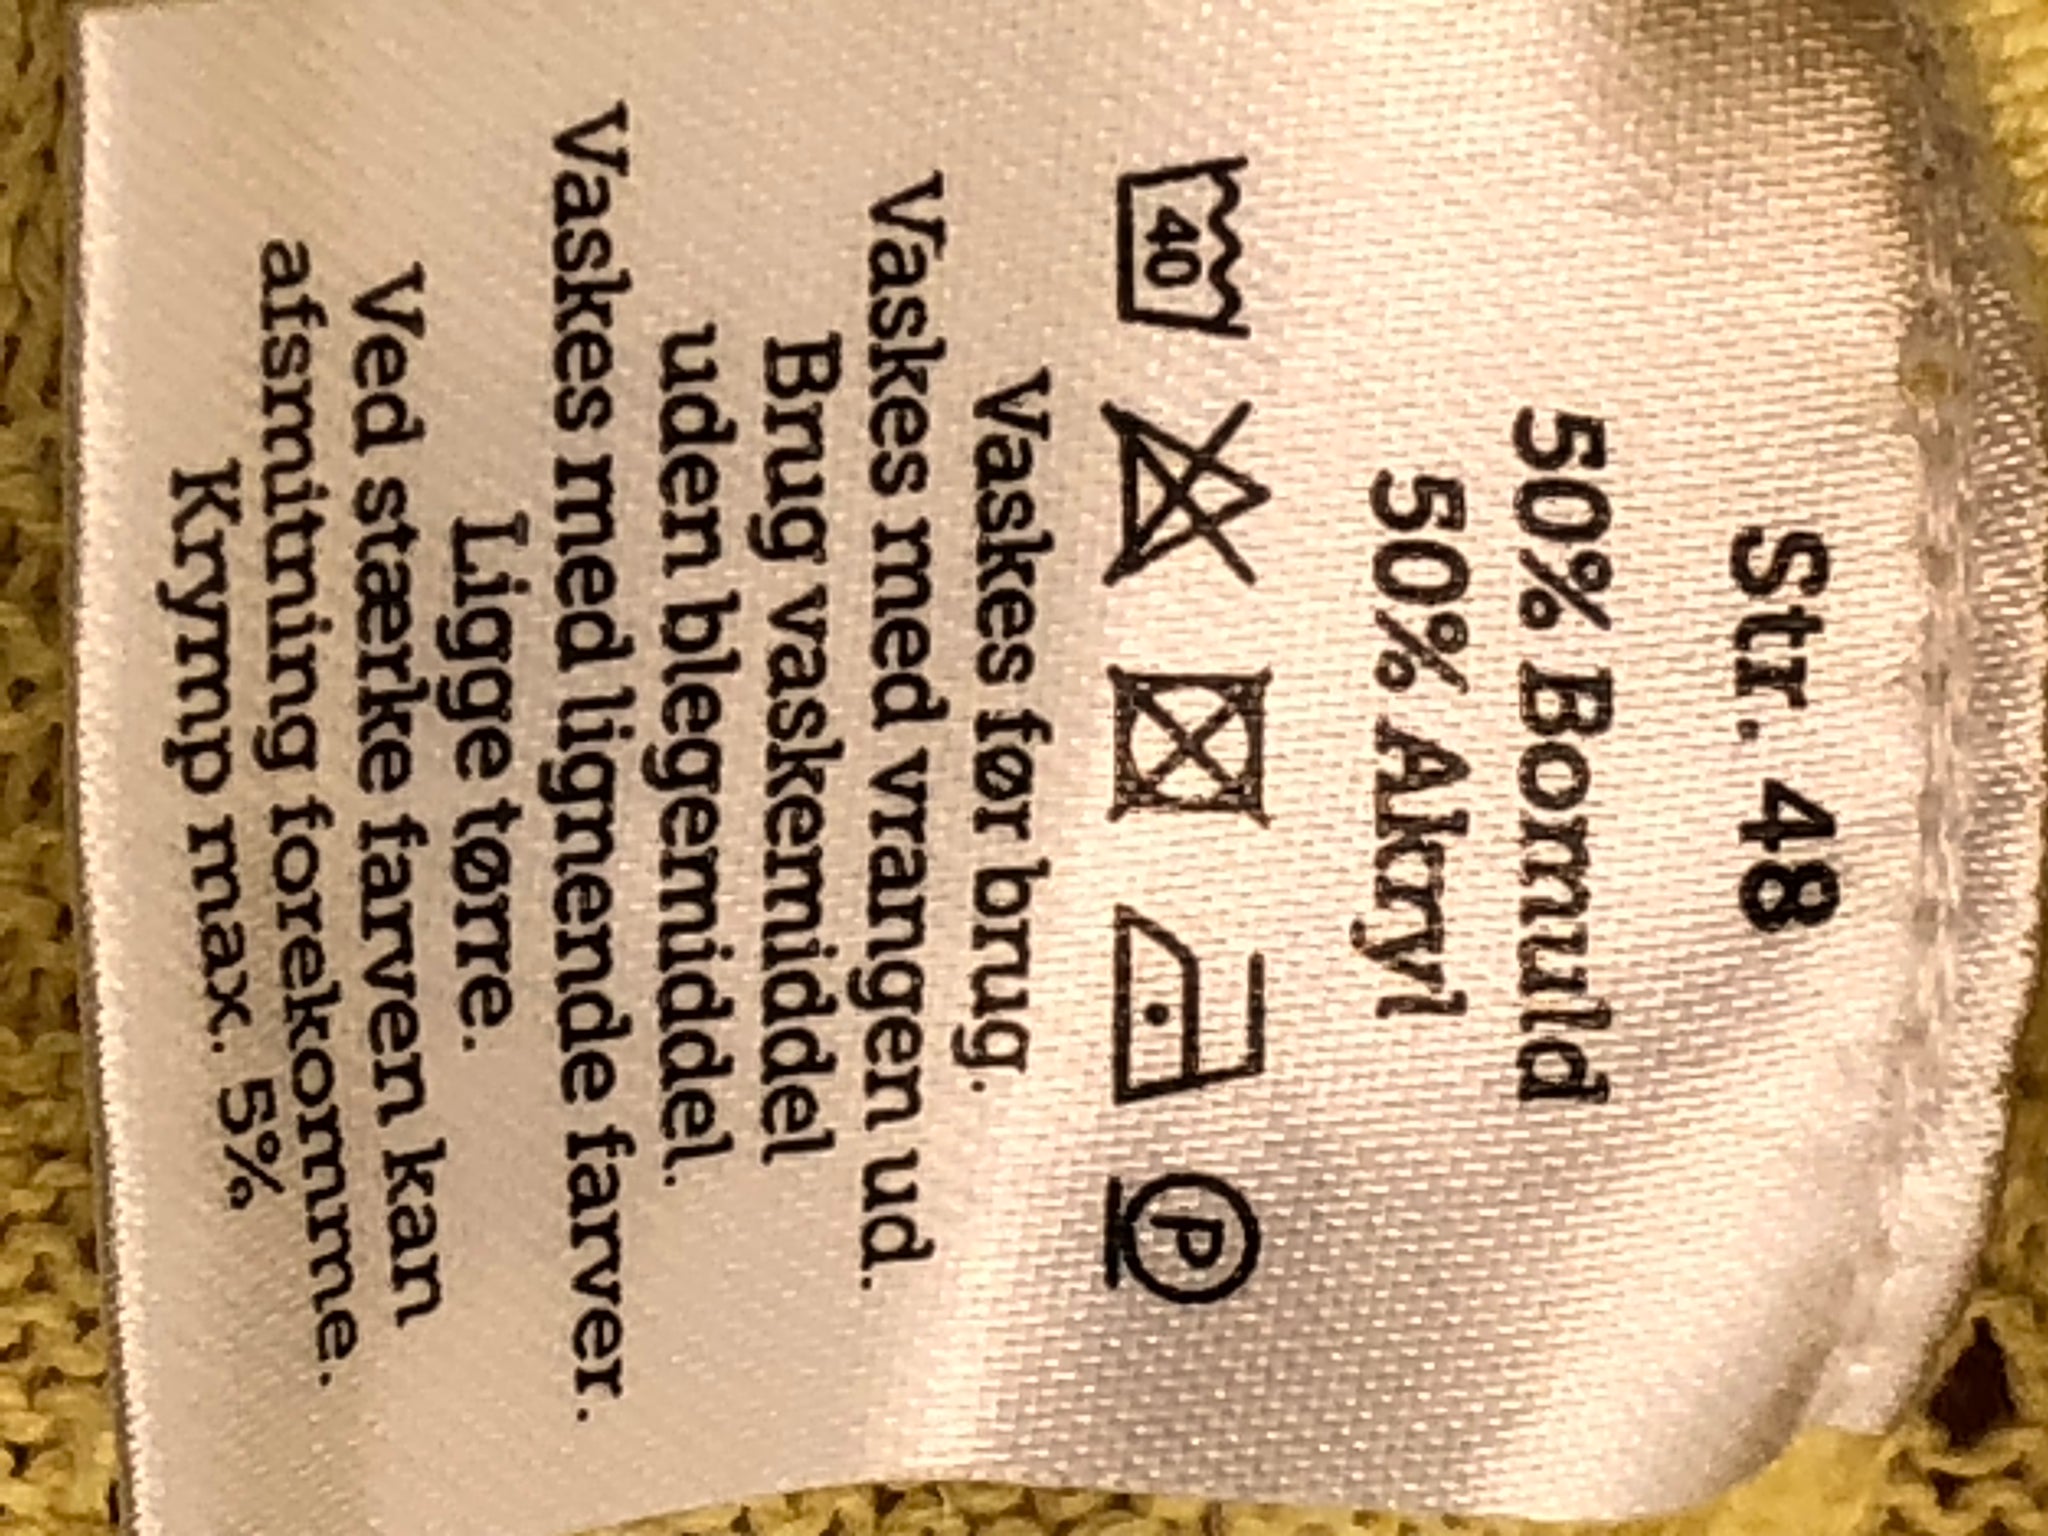 Str. 48
50% Bomuld
50% Akryl
40 P
Vaskes før brug.
Vaskes med vrangen ud.
Brug vaskemiddel
uden blegemiddel.
Vaskes med lignende farver.
Ligge tørre.
Ved stærke farven kan
afsmitning forekomme.
Krymp max. 5%